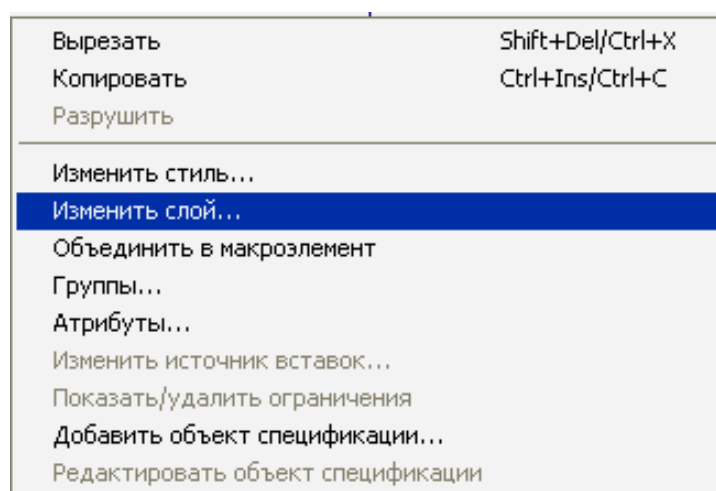 Вырезать Shift+Del/Ctrl+X
Копировать Ctrl+Ins/Ctrl+C
Разрушить
Изменить стиль...
Изменить слой...
Объединить в макроэлемент
Группы...
Атрибуты...
Изменить источник вставок...
Показать/удалить ограничения
Добавить объект спецификации...
Редактировать объект спецификации